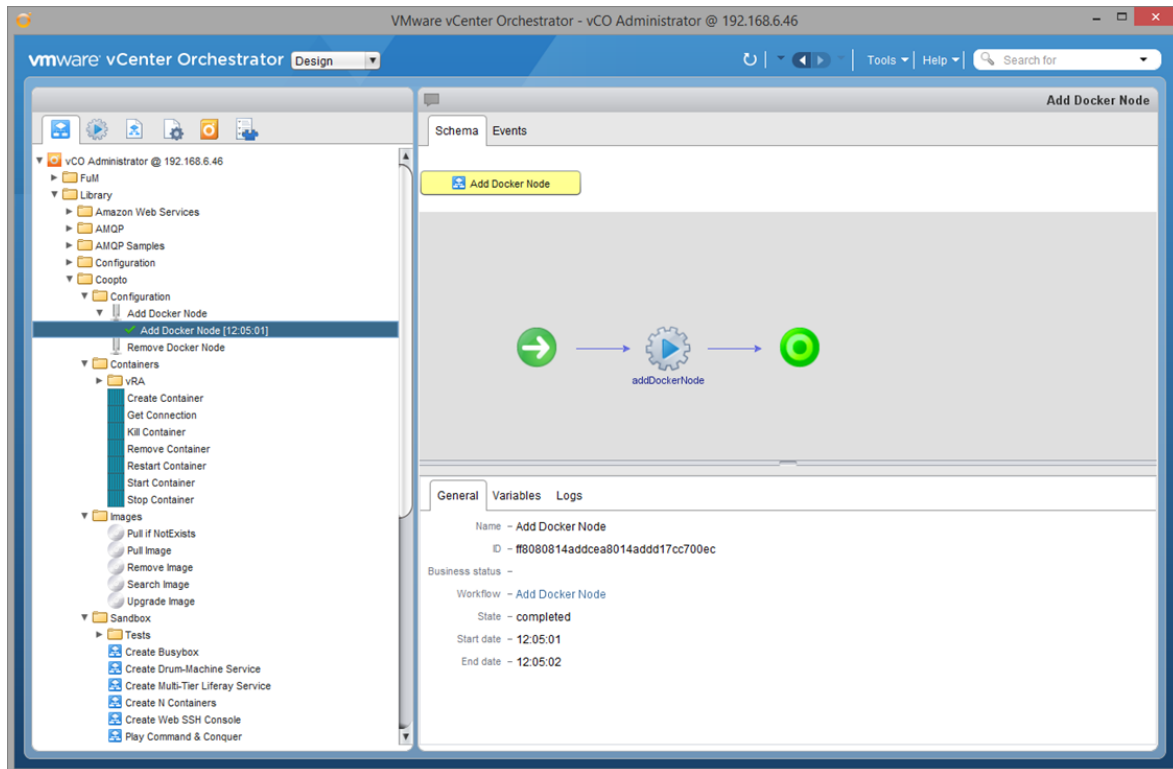 VMware vCenter Orchestrator - vCO Administrator @ 192.168.6.46
vmware vCenter Orchestrator Design
Tools Help Search for
Add Docker Node
Schema Events
Add Docker Node
addDockerNode
vCO Administrator @ 192.168.6.46
FuM
Library
Amazon Web Services
AMQP
AMQP Samples
Configuration
Coopto
Configuration
Add Docker Node
Add Docker Node [12:05:01]
Remove Docker Node
Containers
vRA
Create Container
Get Connection
Kill Container
Remove Container
Restart Container
Start Container
Stop Container
Images
Pull if NotExists
Pull Image
Remove Image
Search Image
Upgrade Image
Sandbox
Tests
Create Busybox
Create Drum-Machine Service
Create Multi-Tier Liferay Service
Create N Containers
Create Web SSH Console
Play Command & Conquer
General Variables Logs
Name - Add Docker Node
ID - ff8080814addcea8014addd17cc700ec
Business status -
Workflow - Add Docker Node
State - completed
Start date - 12:05:01
End date - 12:05:02